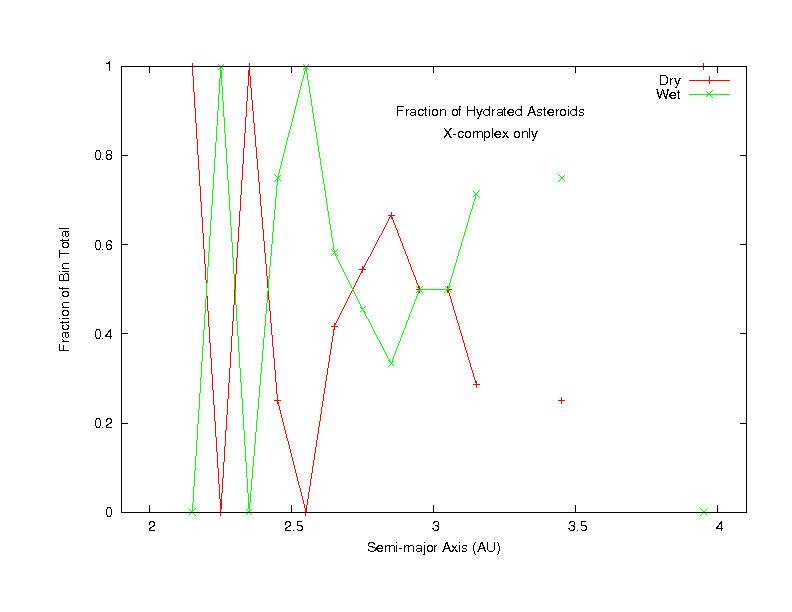 Dry
Wet
Fraction of Hydrated Asteroids
X-complex only
Fraction of Bin Total
1
0.8
0.6
0.4
0.2
0
2
2.5
3
3.5
4
Semi-major Axis (AU)